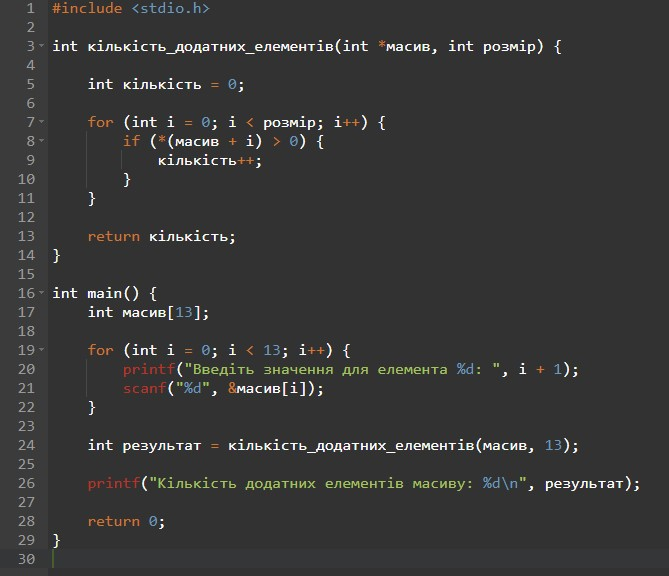 1 #include <stdio.h>
2
3 int кількість_додатних_елементів(int *масив, int розмір) {
4
5 int кількість = 0;
6
7 for (int i = 0; i < розмір; i++) {
8 if (*(масив + i) > 0) {
9 кількість++;
10 }
11 }
12
13 return кількість;
14 }
15
16 int main() {
17 int масив[13];
18
19 for (int i = 0; i < 13; i++) {
20 printf("Введіть значення для елемента %d: ", i + 1);
21 scanf("%d", &масив[i]);
22 }
23
24 int результат = кількість_додатних_елементів(масив, 13);
25
26 printf("Кількість додатних елементів масиву: %d\n", результат);
27
28 return 0;
29 }
30